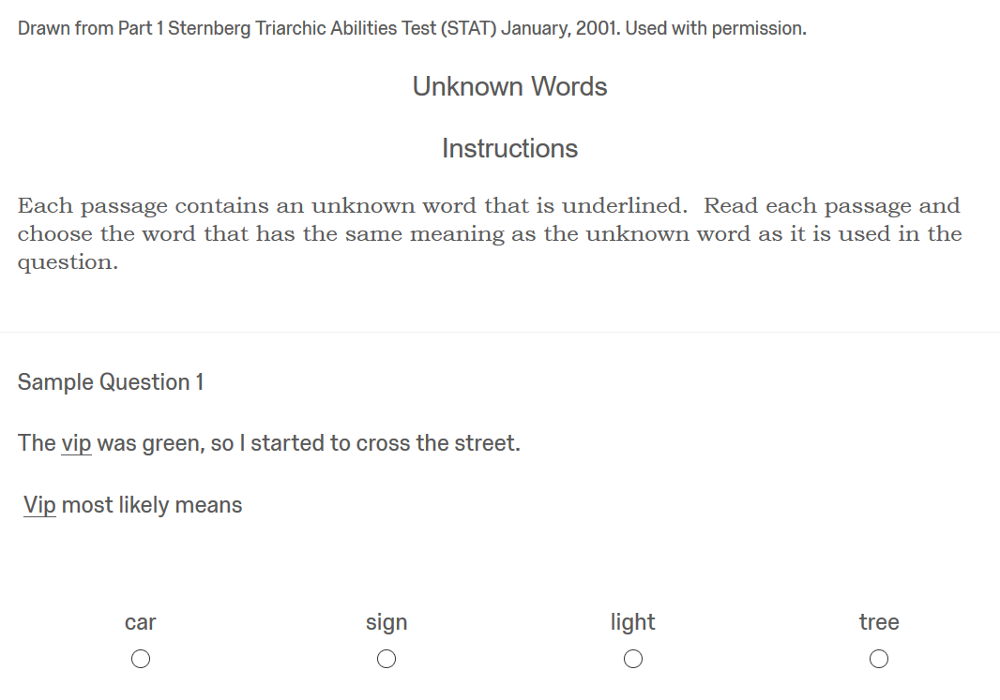 Drawn from Part 1 Sternberg Triarchic Abilities Test (STAT) January, 2001. Used with permission.
Unknown Words
Instructions
Each passage contains an unknown word that is underlined.  Read each passage and
choose the word that has the same meaning as the unknown word as it is used in the
question.
Sample Question 1
The vip was green, so I started to cross the street.
Vip most likely means
car sign light tree